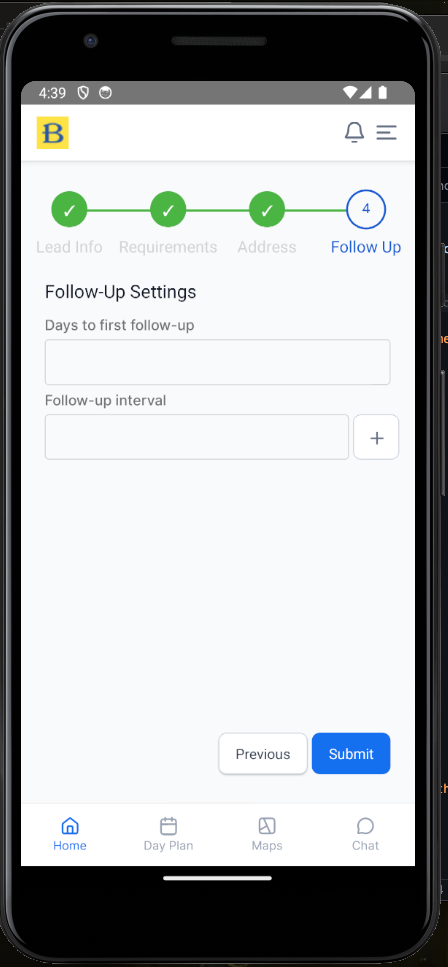 4:39
B
✓ ✓ ✓ 4
Lead Info Requirements Address Follow Up
Follow-Up Settings
Days to first follow-up
Follow-up interval
+
Previous Submit
Home Day Plan Maps Chat